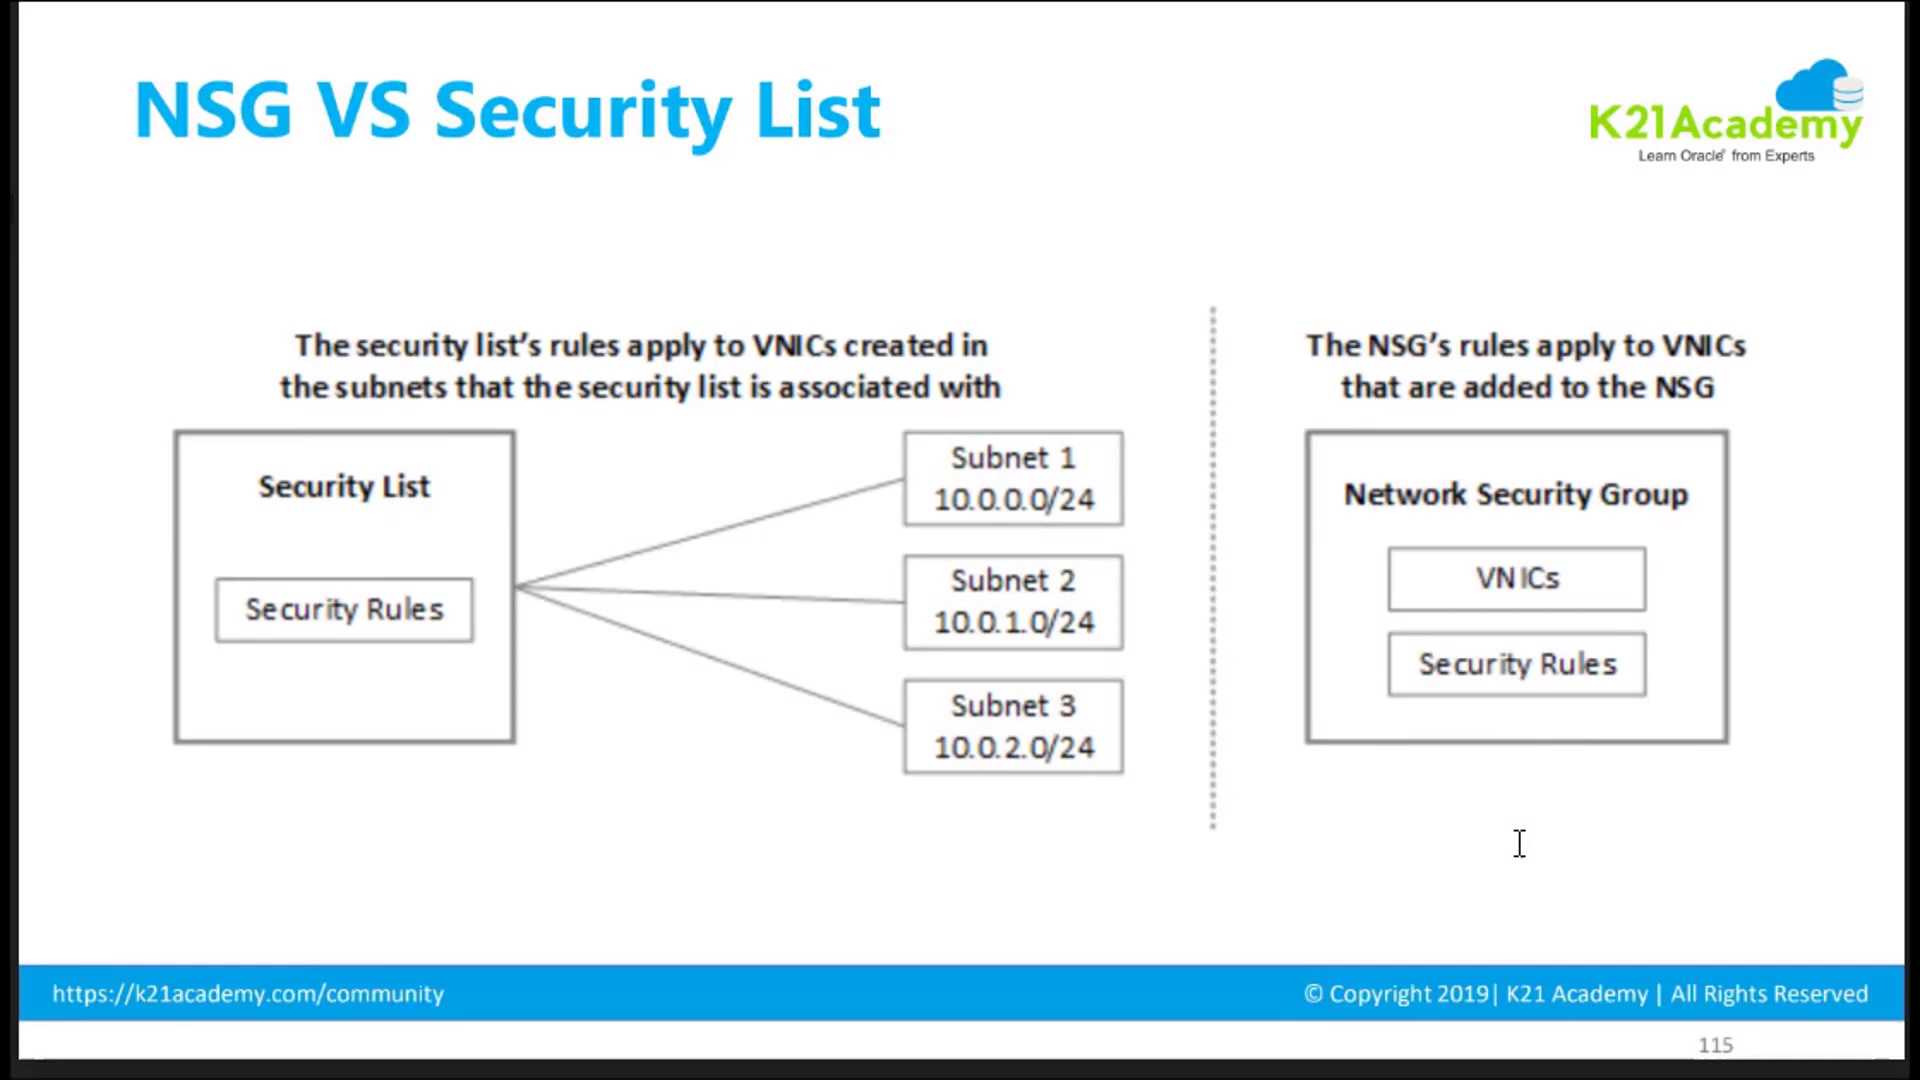 NSG VS Security List
K21Academy
Learn Oracle® from Experts
The security list's rules apply to VNICs created in
the subnets that the security list is associated with
Security List
Security Rules
Subnet 1
10.0.0.0/24
Subnet 2
10.0.1.0/24
Subnet 3
10.0.2.0/24
The NSG's rules apply to VNICs
that are added to the NSG
Network Security Group
VNICs
Security Rules
https://k21academy.com/community
© Copyright 2019| K21 Academy | All Rights Reserved
115